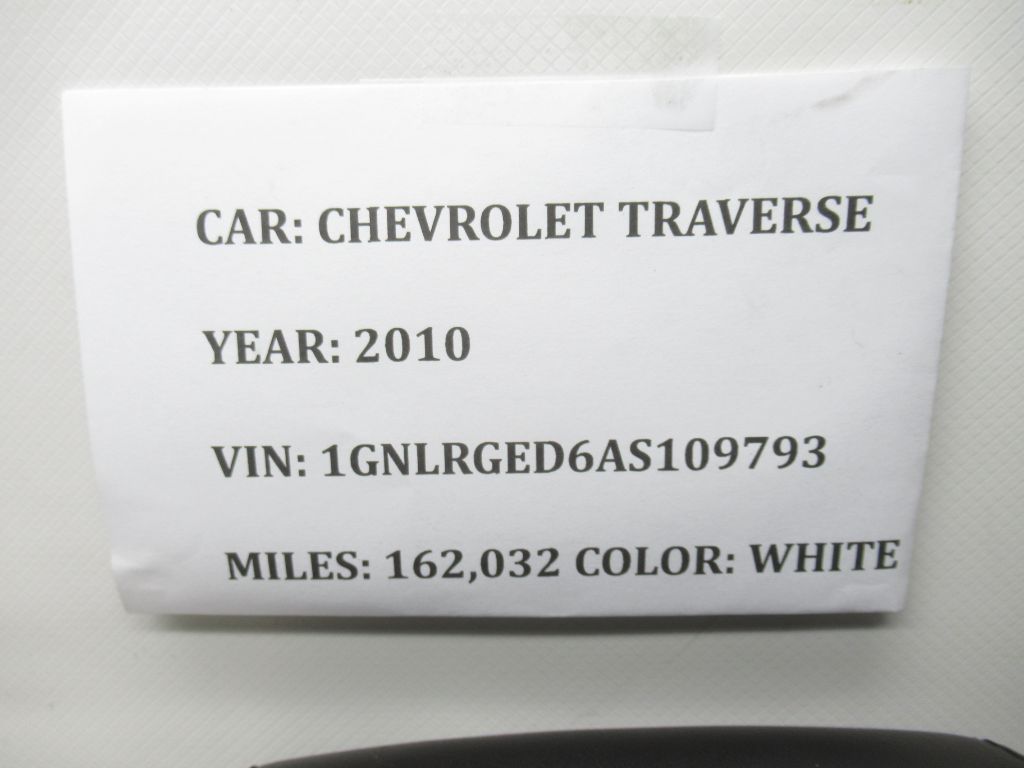 CAR: CHEVROLET TRAVERSE
YEAR: 2010
VIN: 1GNLRGED6AS109793
MILES: 162,032 COLOR: WHITE